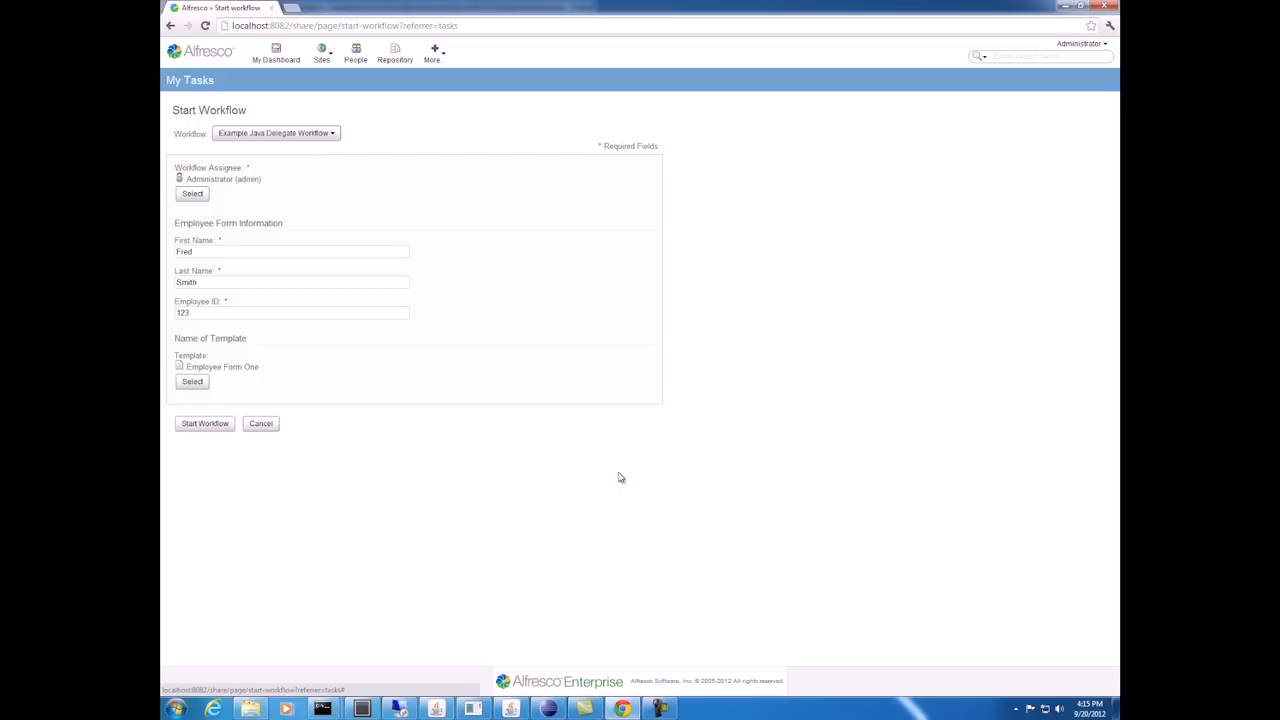 Alfresco » Start workflow
localhost:8082/share/page/start-workflow?referrer=tasks
Administrator
Alfresco
My Dashboard
Sites
People
Repository
More..
Enter search terms
My Tasks
Start Workflow
Workflow: Example Java Delegate Workflow
* Required Fields
Workflow Assignee: *
Administrator (admin)
Select
Employee Form Information
First Name: *
Fred
Last Name: *
Smith
Employee ID: *
123
Name of Template
Template:
Employee Form One
Select
Start Workflow
Cancel
Alfresco Enterprise
Alfresco Software, Inc. © 2005-2012 All rights reserved.
localhost:8082/share/page/start-workflow?referrer=tasks#
4:15 PM
9/20/2012